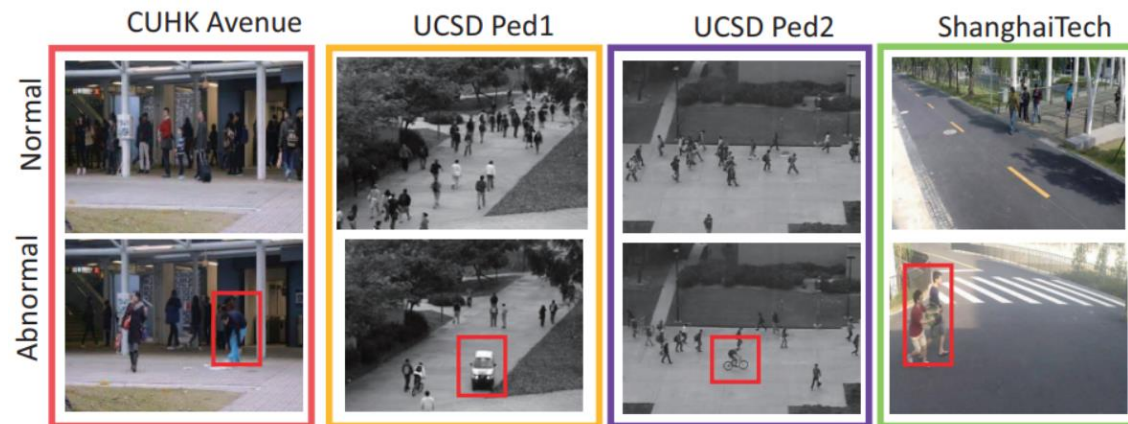 CUHK Avenue
UCSD Ped1
UCSD Ped2
ShanghaiTech
Normal
Abnormal